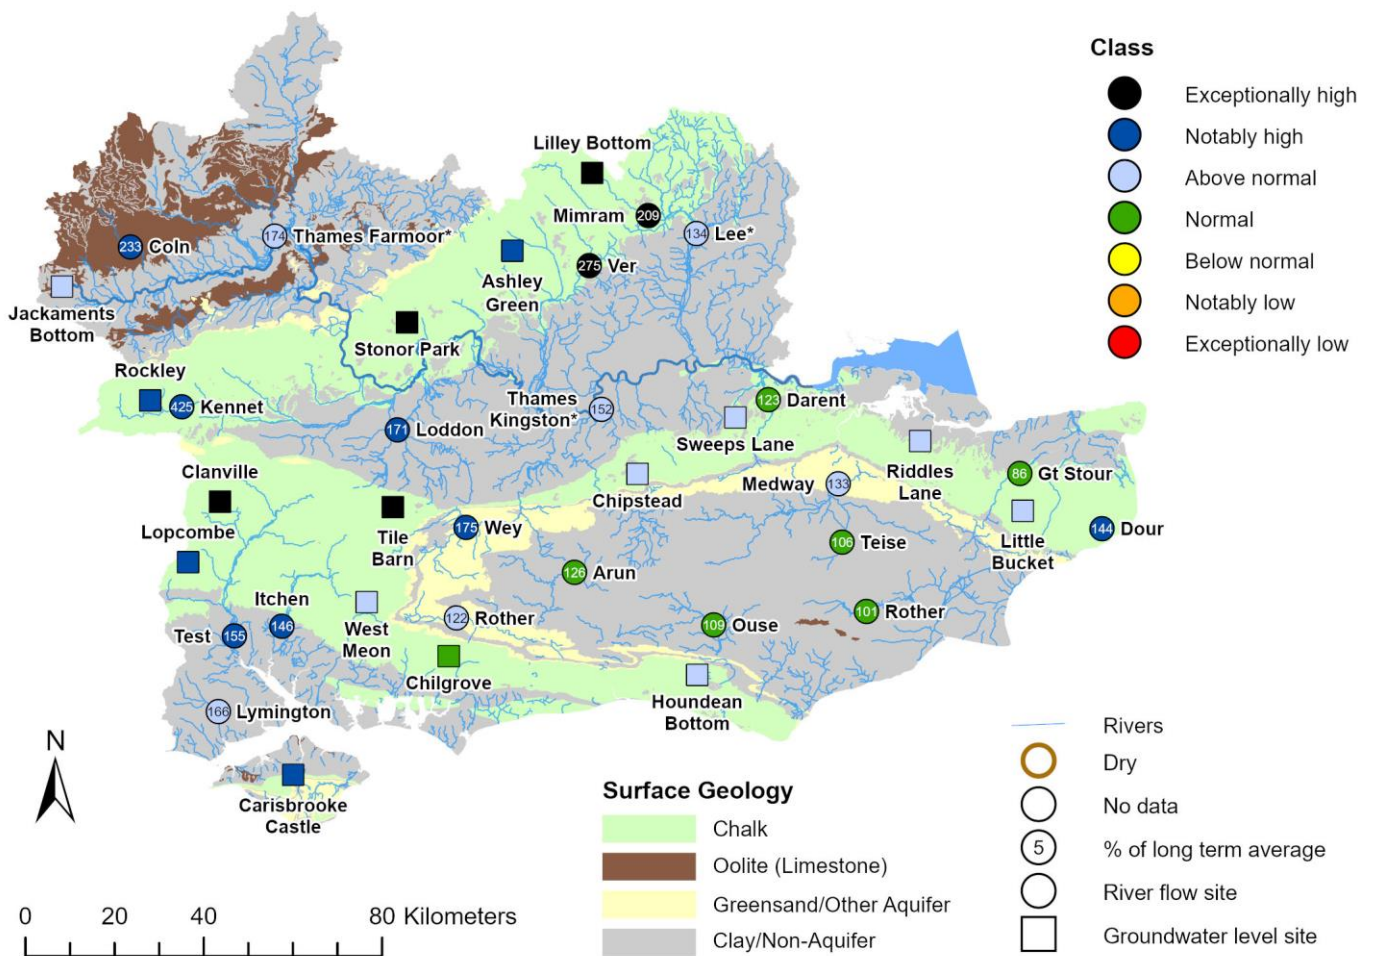 Class
Exceptionally high
Notably high
Above normal
Normal
Below normal
Notably low
Exceptionally low
Lilley Bottom
Mimram 209
134 Lee*
233 Coln
174 Thames Farmoor*
275 Ver
Ashley
Green
Jackaments
Bottom
Stonor Park
Rockley
425 Kennet
Thames
Kingston* 152
123 Darent
171 Loddon
Sweeps Lane
Clanville
Chipstead
Riddles
Lane
Medway 133
86 Gt Stour
Lopcombe
Tile
Barn
175 Wey
106 Teise
Little
Bucket
144 Dour
126 Arun
Itchen
146
Test 155
West
Meon
122 Rother
109 Ouse
101 Rother
Chilgrove
Houndean
Bottom
166 Lymington
N
Carisbrooke
Castle
Rivers
Dry
No data
5 % of long term average
River flow site
Groundwater level site
Surface Geology
Chalk
Oolite (Limestone)
Greensand/Other Aquifer
Clay/Non-Aquifer
0 20 40 80 Kilometers